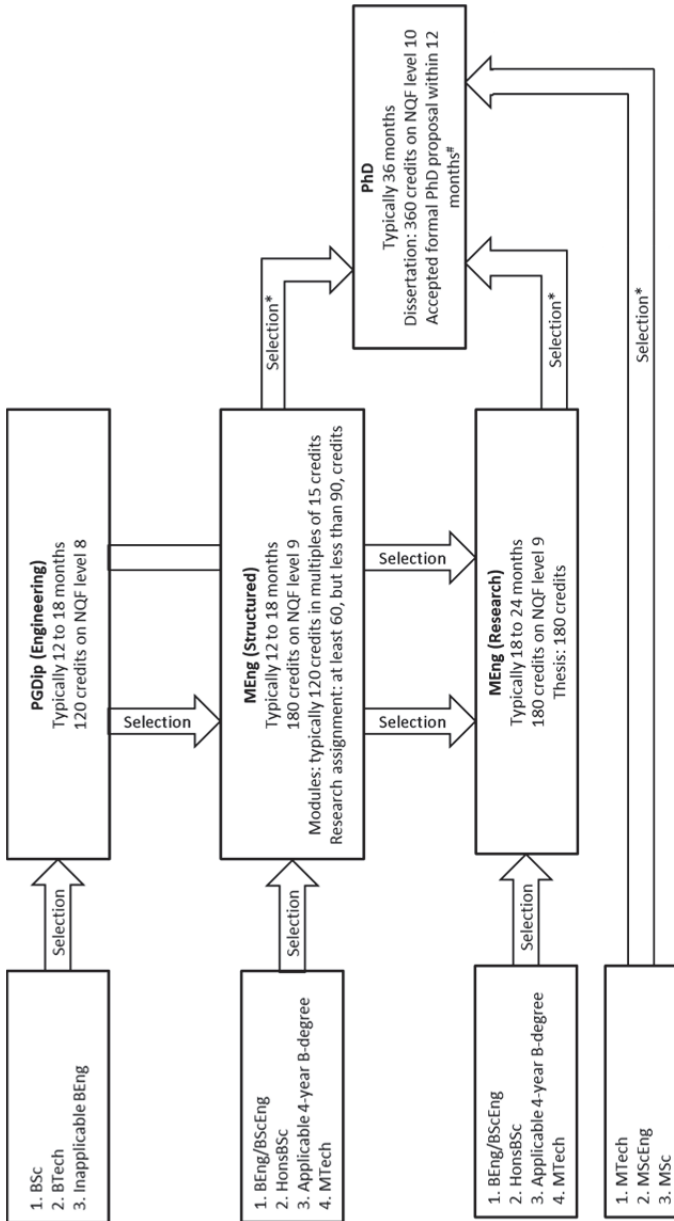 1. BSc
2. BTech
3. Inapplicable BEng
Selection
PGDip (Engineering)
Typically 12 to 18 months
120 credits on NQF level 8
Selection
1. BEng/BScEng
2. HonsBSc
3. Applicable 4-year B-degree
4. MTech
Selection
MEng (Structured)
Typically 12 to 18 months
180 credits on NQF level 9
Modules: typically 120 credits in multiples of 15 credits
Research assignment: at least 60, but less than 90, credits
Selection
Selection
Selection*
1. BEng/BScEng
2. HonsBSc
3. Applicable 4-year B-degree
4. MTech
Selection
MEng (Research)
Typically 18 to 24 months
180 credits on NQF level 9
Thesis: 180 credits
Selection*
PhD
Typically 36 months
Dissertation: 360 credits on NQF level 10
Accepted formal PhD proposal within 12
months#
1. MTech
2. MScEng
3. MSc
Selection*